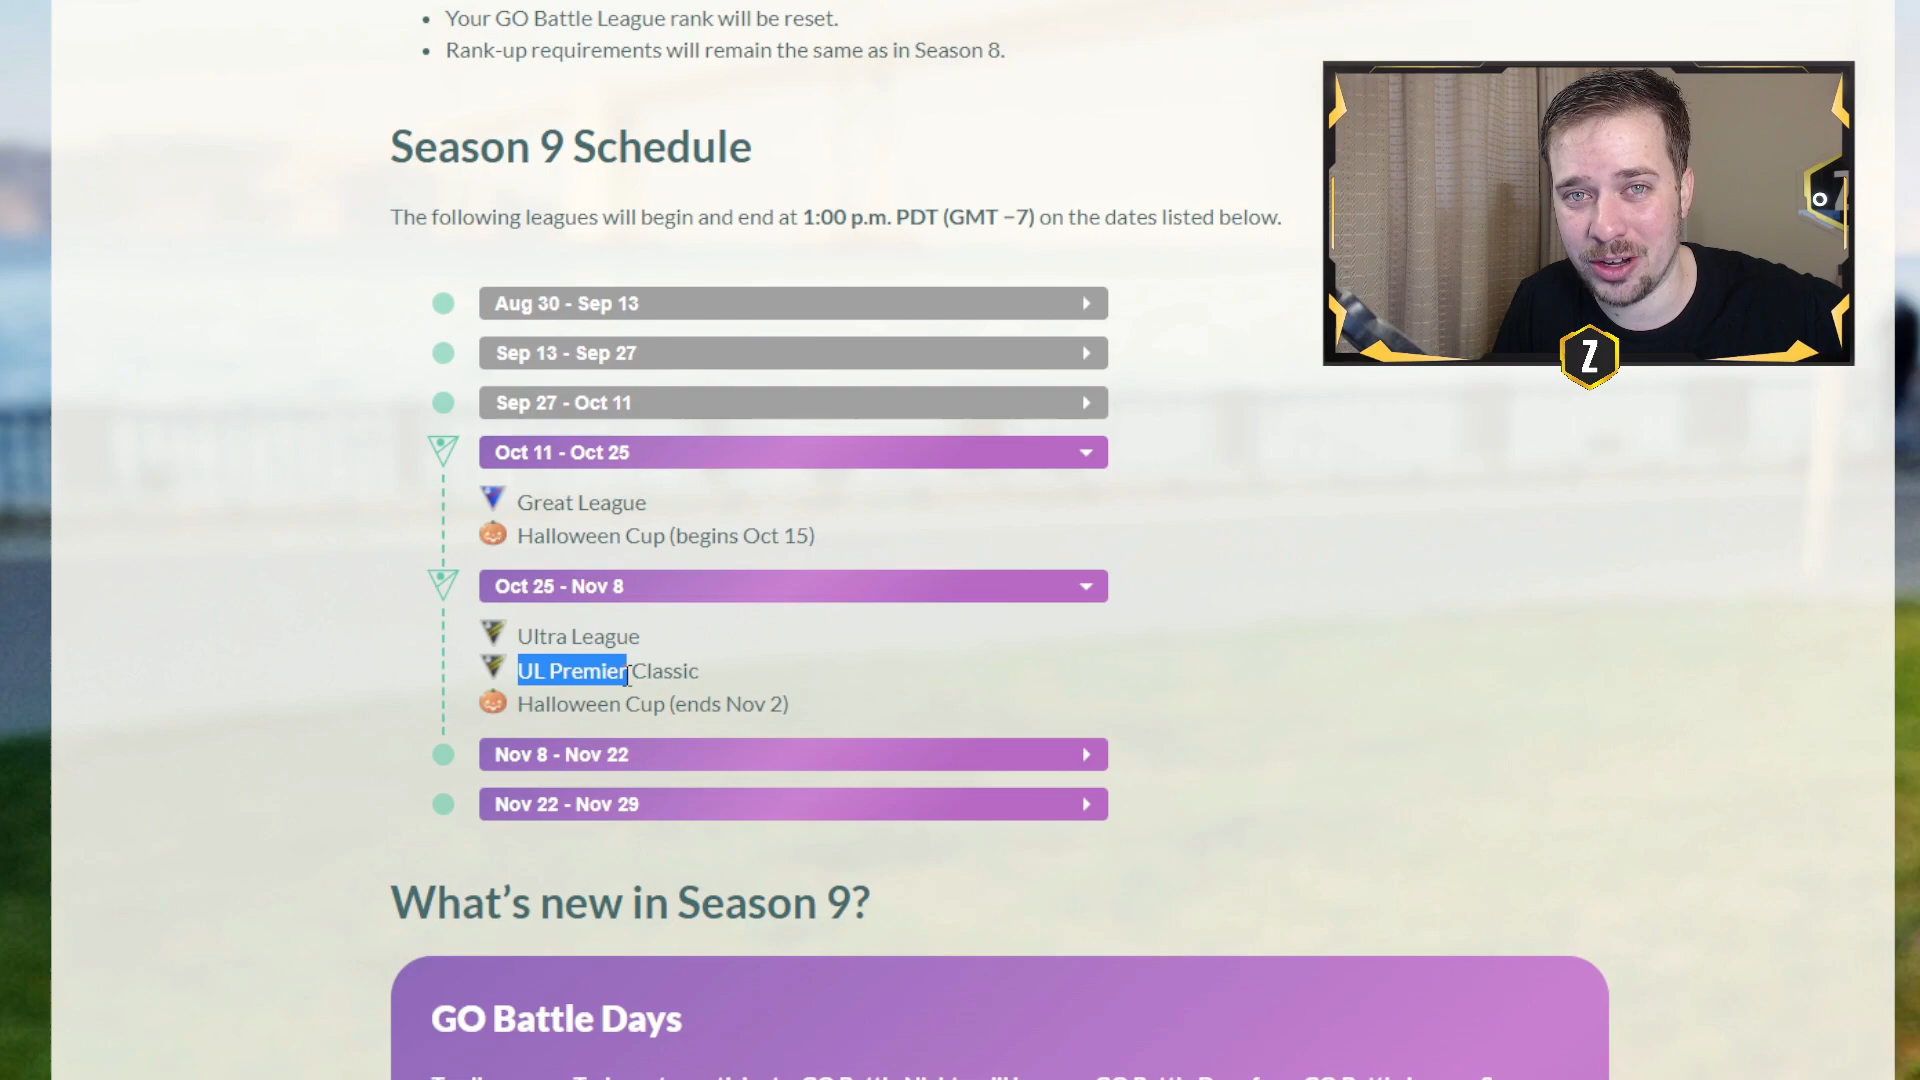 Your GO Battle League rank will be reset.
Rank-up requirements will remain the same as in Season 8.
Season 9 Schedule
The following leagues will begin and end at 1:00 p.m. PDT (GMT −7) on the dates listed below.
Aug 30 - Sep 13
Sep 13 - Sep 27
Sep 27 - Oct 11
Oct 11 - Oct 25
Great League
Halloween Cup (begins Oct 15)
Oct 25 - Nov 8
Ultra League
UL Premier Classic
Halloween Cup (ends Nov 2)
Nov 8 - Nov 22
Nov 22 - Nov 29
What’s new in Season 9?
GO Battle Days
Z